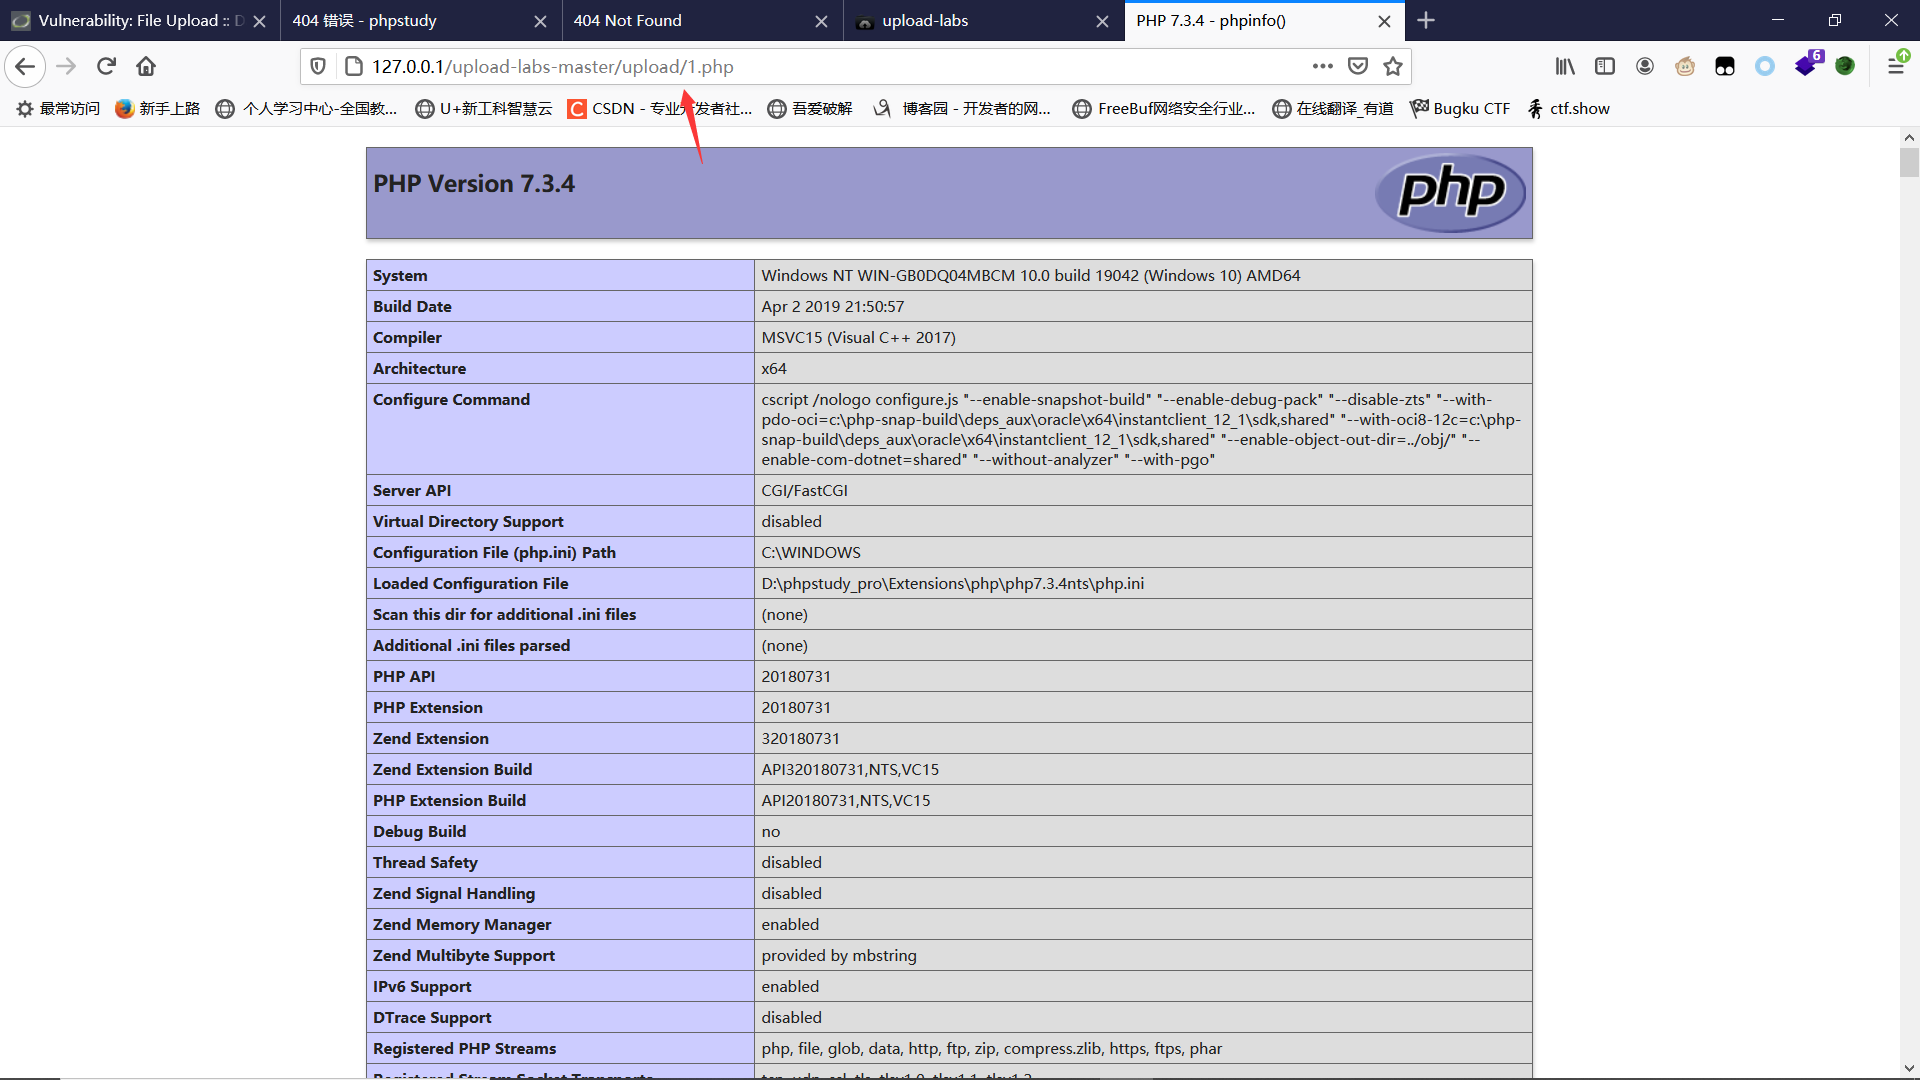 Vulnerability: File Upload :: D
404 错误 - phpstudy
404 Not Found
upload-labs
PHP 7.3.4 - phpinfo()
127.0.0.1/upload-labs-master/upload/1.php
6
最常访问
新手上路
个人学习中心-全国教...
U+新工科智慧云
CSDN - 专业开发者社...
吾爱破解
博客园 - 开发者的网...
FreeBuf网络安全行业...
在线翻译_有道
Bugku CTF
ctf.show
PHP Version 7.3.4
php
System Windows NT WIN-GB0DQ04MBCM 10.0 build 19042 (Windows 10) AMD64
Build Date Apr 2 2019 21:50:57
Compiler MSVC15 (Visual C++ 2017)
Architecture x64
Configure Command cscript /nologo configure.js "--enable-snapshot-build" "--enable-debug-pack" "--disable-zts" "--with-
pdo-oci=c:\php-snap-build\deps_aux\oracle\x64\instantclient_12_1\sdk,shared" "--with-oci8-12c=c:\php-
snap-build\deps_aux\oracle\x64\instantclient_12_1\sdk,shared" "--enable-object-out-dir=../obj/" "--
enable-com-dotnet=shared" "--without-analyzer" "--with-pgo"
Server API CGI/FastCGI
Virtual Directory Support disabled
Configuration File (php.ini) Path C:\WINDOWS
Loaded Configuration File D:\phpstudy_pro\Extensions\php\php7.3.4nts\php.ini
Scan this dir for additional .ini files (none)
Additional .ini files parsed (none)
PHP API 20180731
PHP Extension 20180731
Zend Extension 320180731
Zend Extension Build API320180731,NTS,VC15
PHP Extension Build API20180731,NTS,VC15
Debug Build no
Thread Safety disabled
Zend Signal Handling disabled
Zend Memory Manager enabled
Zend Multibyte Support provided by mbstring
IPv6 Support enabled
DTrace Support disabled
Registered PHP Streams php, file, glob, data, http, ftp, zip, compress.zlib, https, ftps, phar